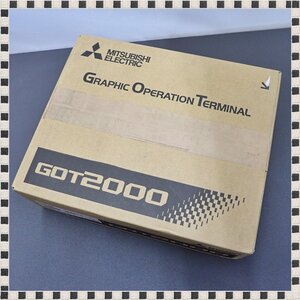 MITSUBISHI
ELECTRIC
GRAPHIC OPERATION TERMINAL
GOT2000